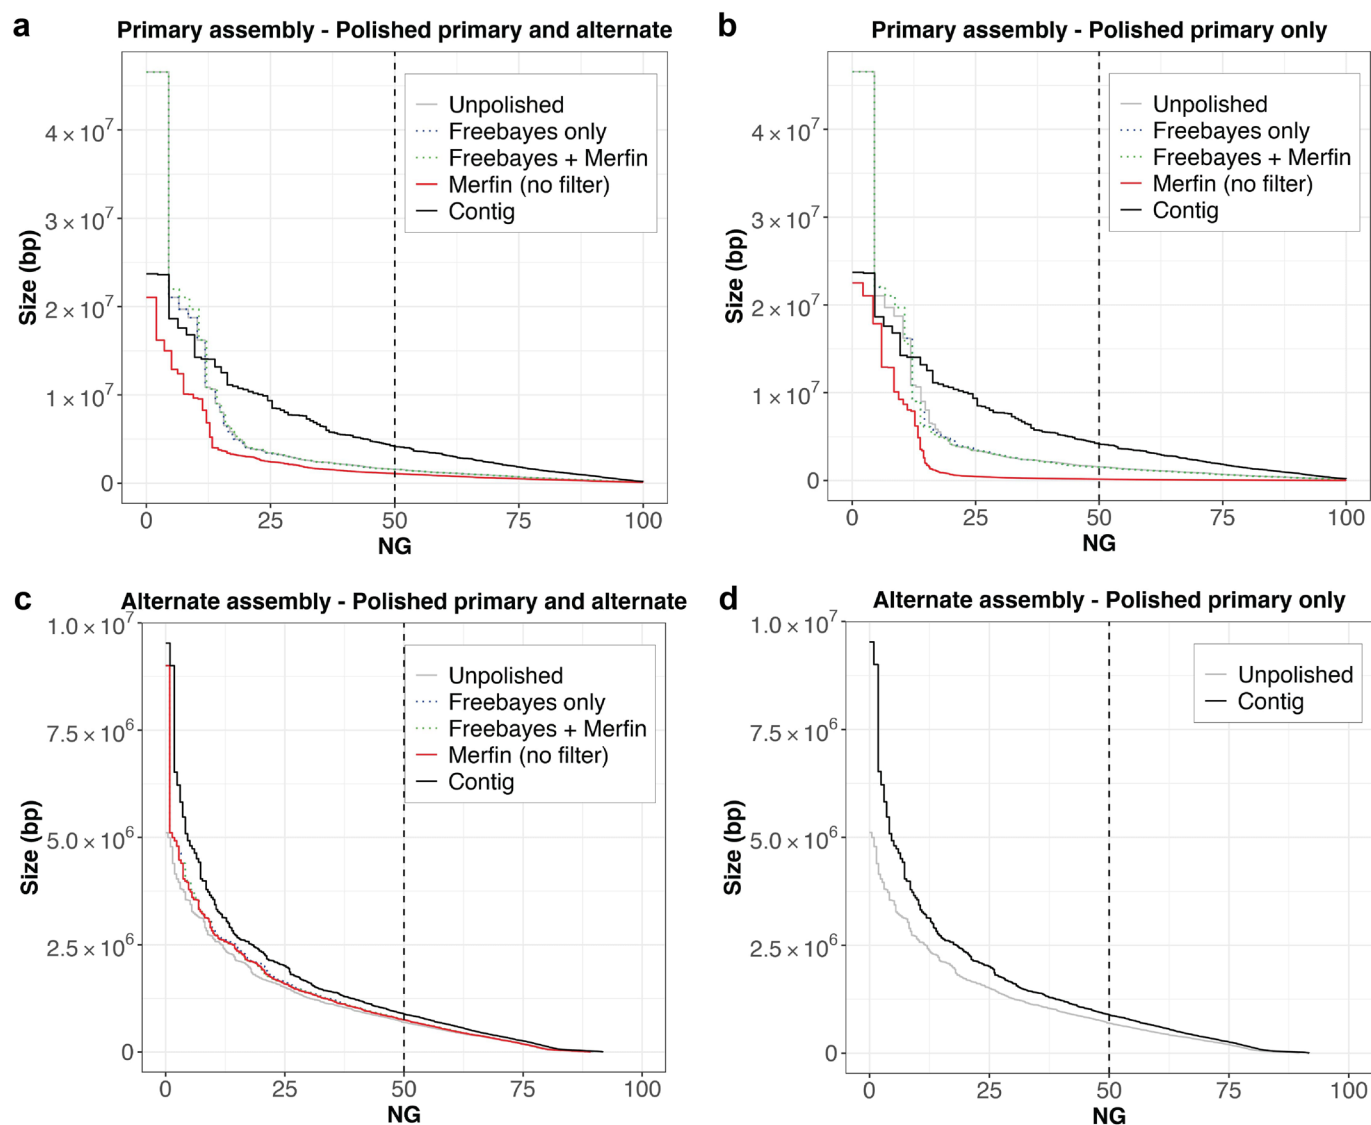 a
Primary assembly - Polished primary and alternate
Size (bp)
4 × 10⁷
3 × 10⁷
2 × 10⁷
1 × 10⁷
0
Unpolished
Freebayes only
Freebayes + Merfin
Merfin (no filter)
Contig
0 25 50 75 100
NG
b
Primary assembly - Polished primary only
Size (bp)
4 × 10⁷
3 × 10⁷
2 × 10⁷
1 × 10⁷
0
Unpolished
Freebayes only
Freebayes + Merfin
Merfin (no filter)
Contig
0 25 50 75 100
NG
c
Alternate assembly - Polished primary and alternate
Size (bp)
1.0 × 10⁷
7.5 × 10⁶
5.0 × 10⁶
2.5 × 10⁶
0
Unpolished
Freebayes only
Freebayes + Merfin
Merfin (no filter)
Contig
0 25 50 75 100
NG
d
Alternate assembly - Polished primary only
Size (bp)
1.0 × 10⁷
7.5 × 10⁶
5.0 × 10⁶
2.5 × 10⁶
0
Unpolished
Contig
0 25 50 75 100
NG